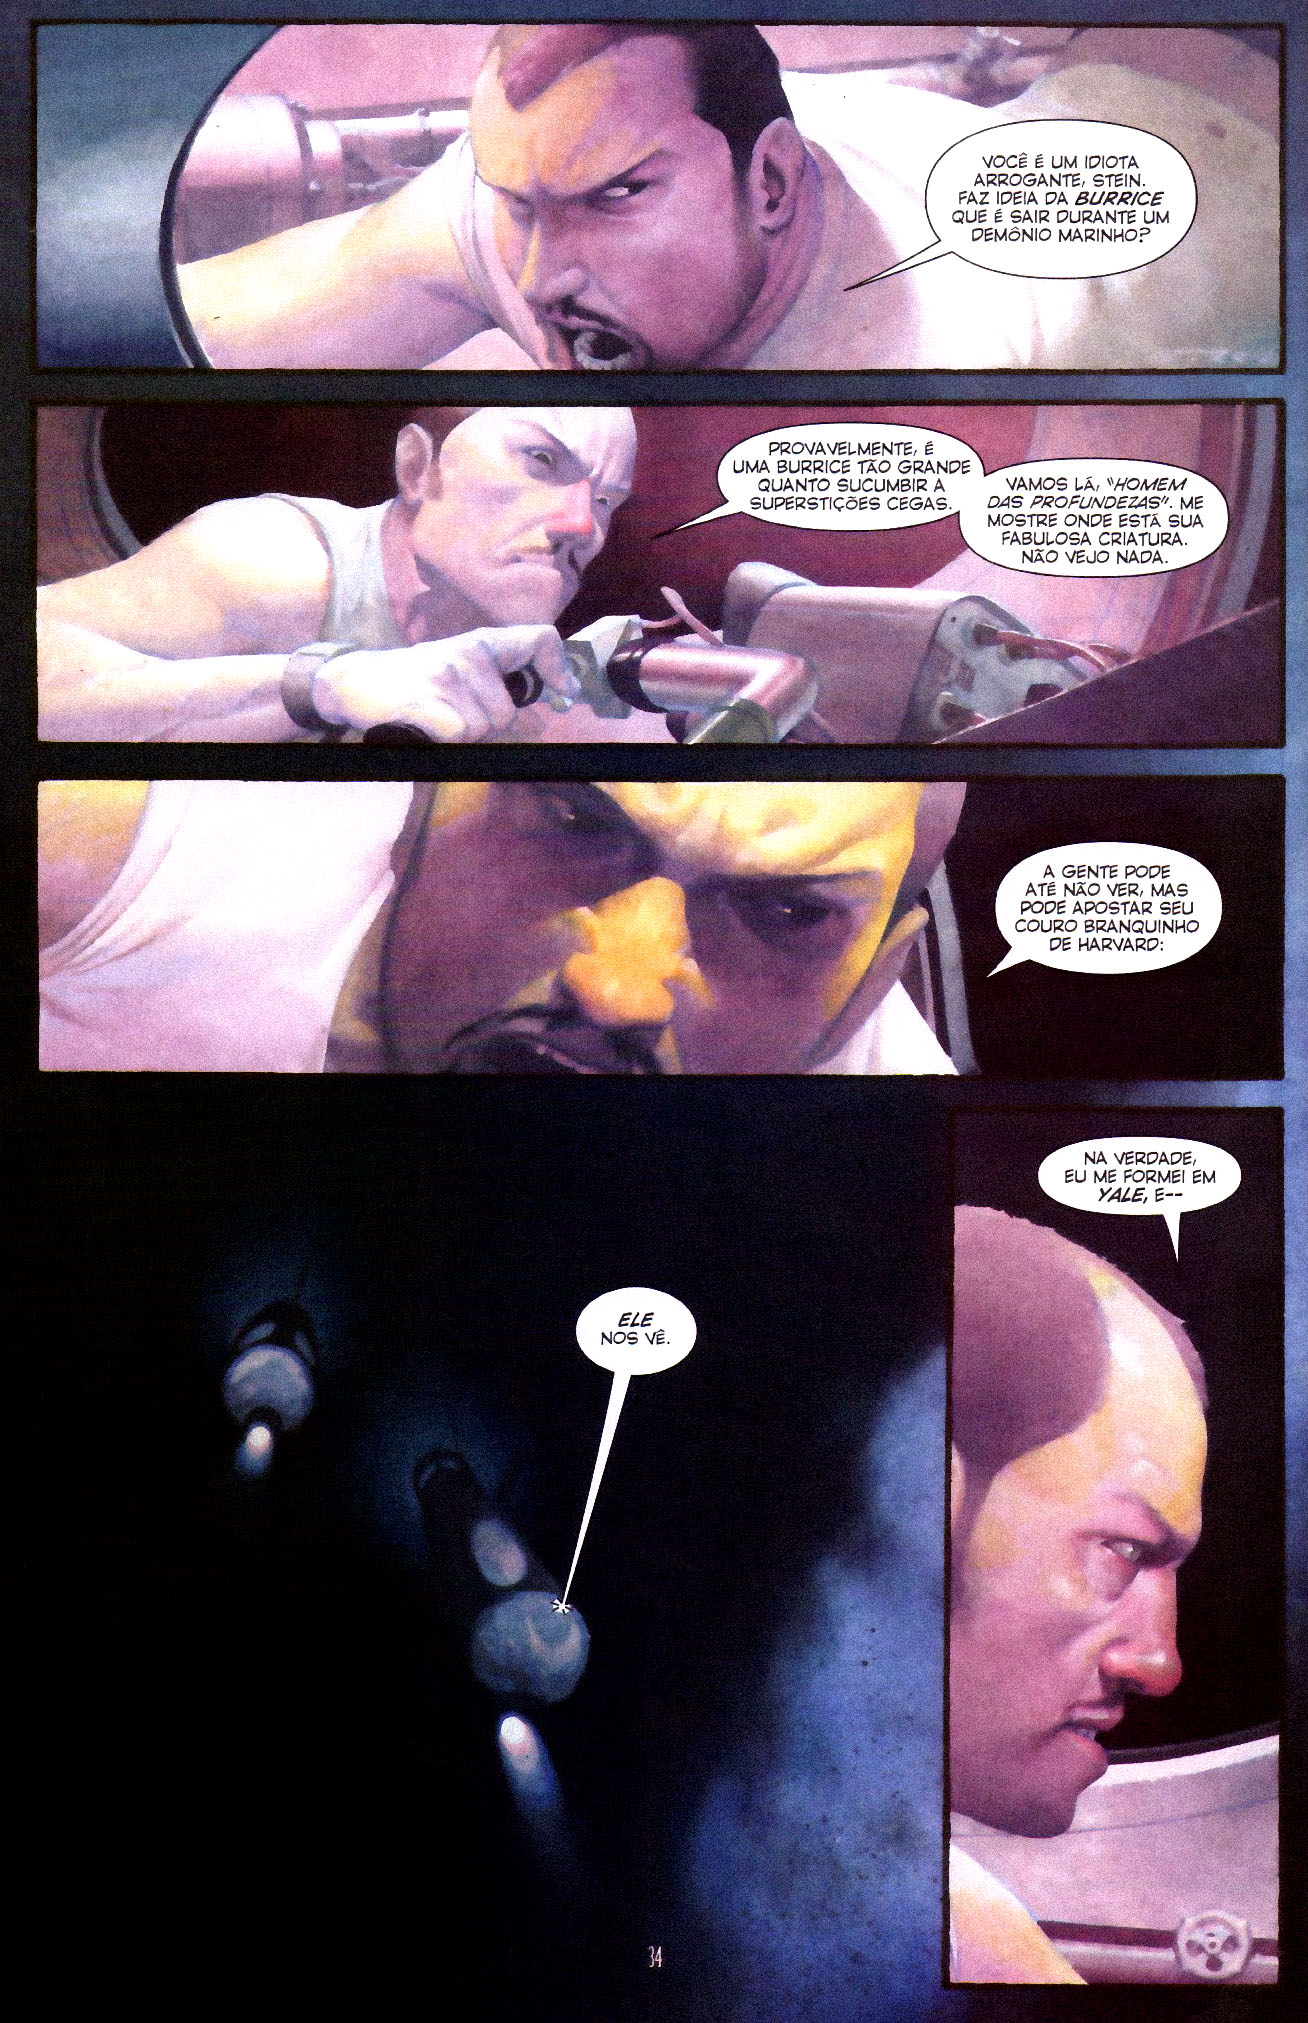 VOCÊ É UM IDIOTA
ARROGANTE, STEIN.
FAZ IDEIA DA BURRICE
QUE É SAIR DURANTE UM
DEMÔNIO MARINHO?
PROVAVELMENTE, É
UMA BURRICE TÃO GRANDE
QUANTO SUCUMBIR A
SUPERSTIÇÕES CEGAS.
VAMOS LÁ, "HOMEM
DAS PROFUNDEZAS". ME
MOSTRE ONDE ESTÁ SUA
FABULOSA CRIATURA.
NÃO VEJO NADA.
A GENTE PODE
ATÉ NÃO VER, MAS
PODE APOSTAR SEU
COURO BRANQUINHO
DE HARVARD:
ELE
NOS VÊ.
NA VERDADE,
EU ME FORMEI EM
YALE, E--
34